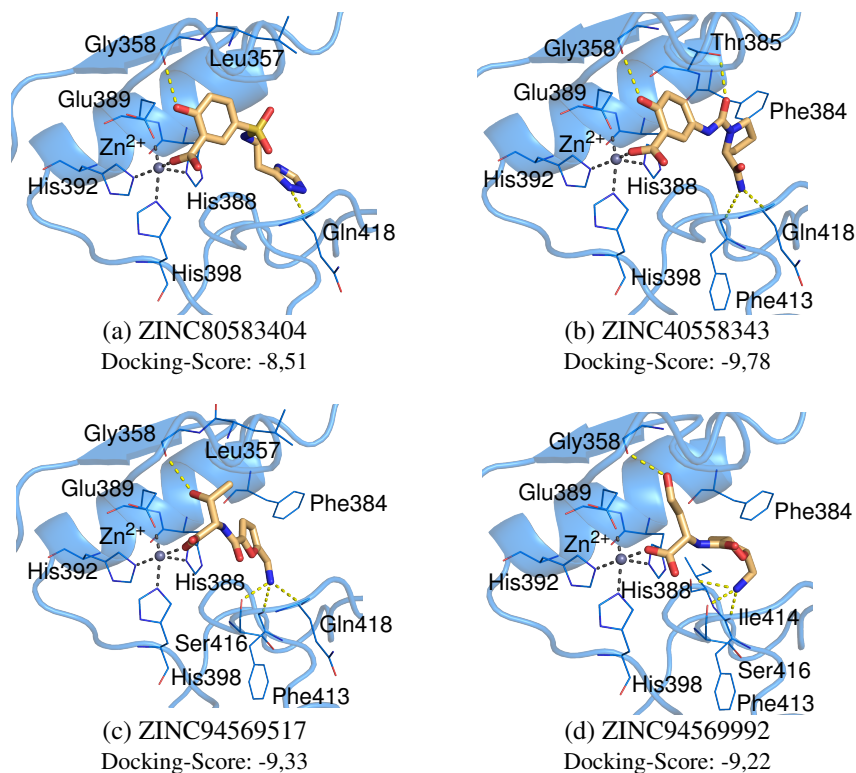 Gly358
Leu357
Glu389
Zn2+
His392
His388
Gln418
His398
(a) ZINC80583404
Docking-Score: -8,51
Thr385
Gly358
Glu389
Phe384
Zn2+
His392
His388
Gln418
His398
Phe413
(b) ZINC40558343
Docking-Score: -9,78
Gly358
Leu357
Glu389
Phe384
Zn2+
His392
His388
Gln418
Ser416
His398
Phe413
(c) ZINC94569517
Docking-Score: -9,33
Gly358
Glu389
Phe384
Zn2+
His392
His388
Ile414
Ser416
His398
Phe413
(d) ZINC94569992
Docking-Score: -9,22